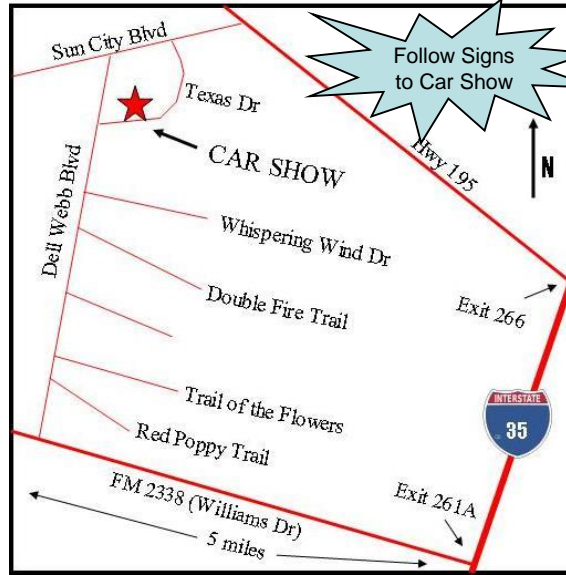 Sun City Blvd
Follow Signs
to Car Show
Texas Dr
Hwy 195
N
CAR SHOW
Dell Webb Blvd
Whispering Wind Dr
Double Fire Trail
Exit 266
Trail of the Flowers
INTERSTATE
35
Red Poppy Trail
Exit 261A
FM 2338 (Williams Dr)
5 miles